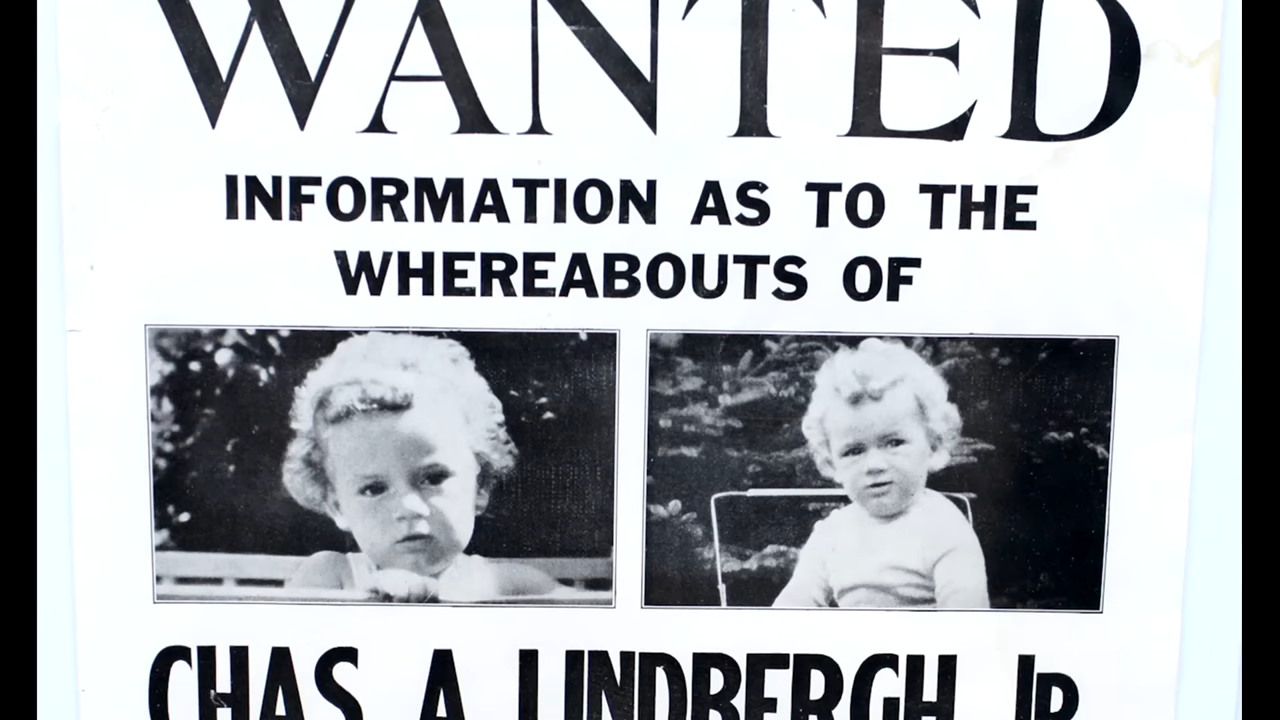 WANTED
INFORMATION AS TO THE
WHEREABOUTS OF
CHAS. A. LINDBERGH, JR.